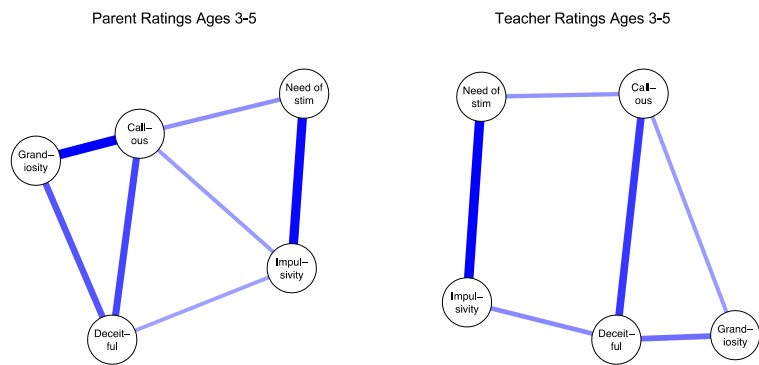 Parent Ratings Ages 3-5
Need of
stim
Call-
ous
Grand-
iosity
Impul-
sivity
Deceit-
ful
Teacher Ratings Ages 3-5
Need of
stim
Call-
ous
Impul-
sivity
Deceit-
ful
Grand-
iosity